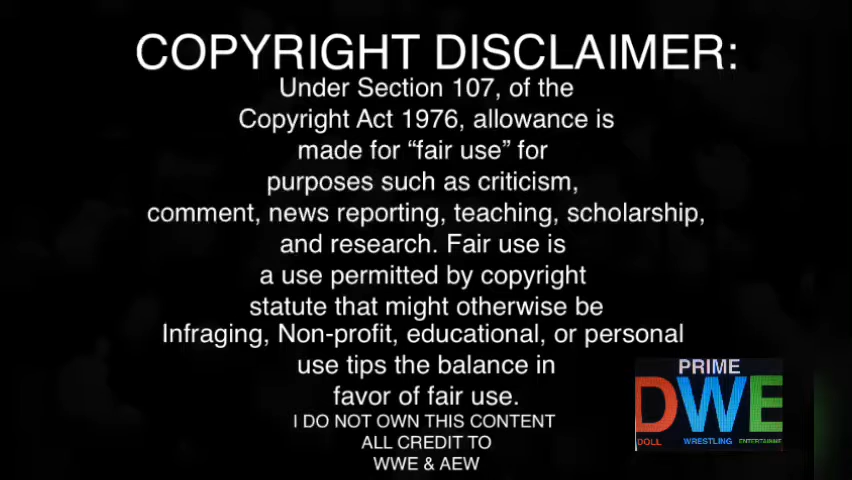 COPYRIGHT DISCLAIMER:
Under Section 107, of the
Copyright Act 1976, allowance is
made for “fair use” for
purposes such as criticism,
comment, news reporting, teaching, scholarship,
and research. Fair use is
a use permitted by copyright
statute that might otherwise be
Infraging, Non-profit, educational, or personal
use tips the balance in
favor of fair use.
I DO NOT OWN THIS CONTENT
ALL CREDIT TO
WWE & AEW
PRIME
DWE
DOLL WRESTLING